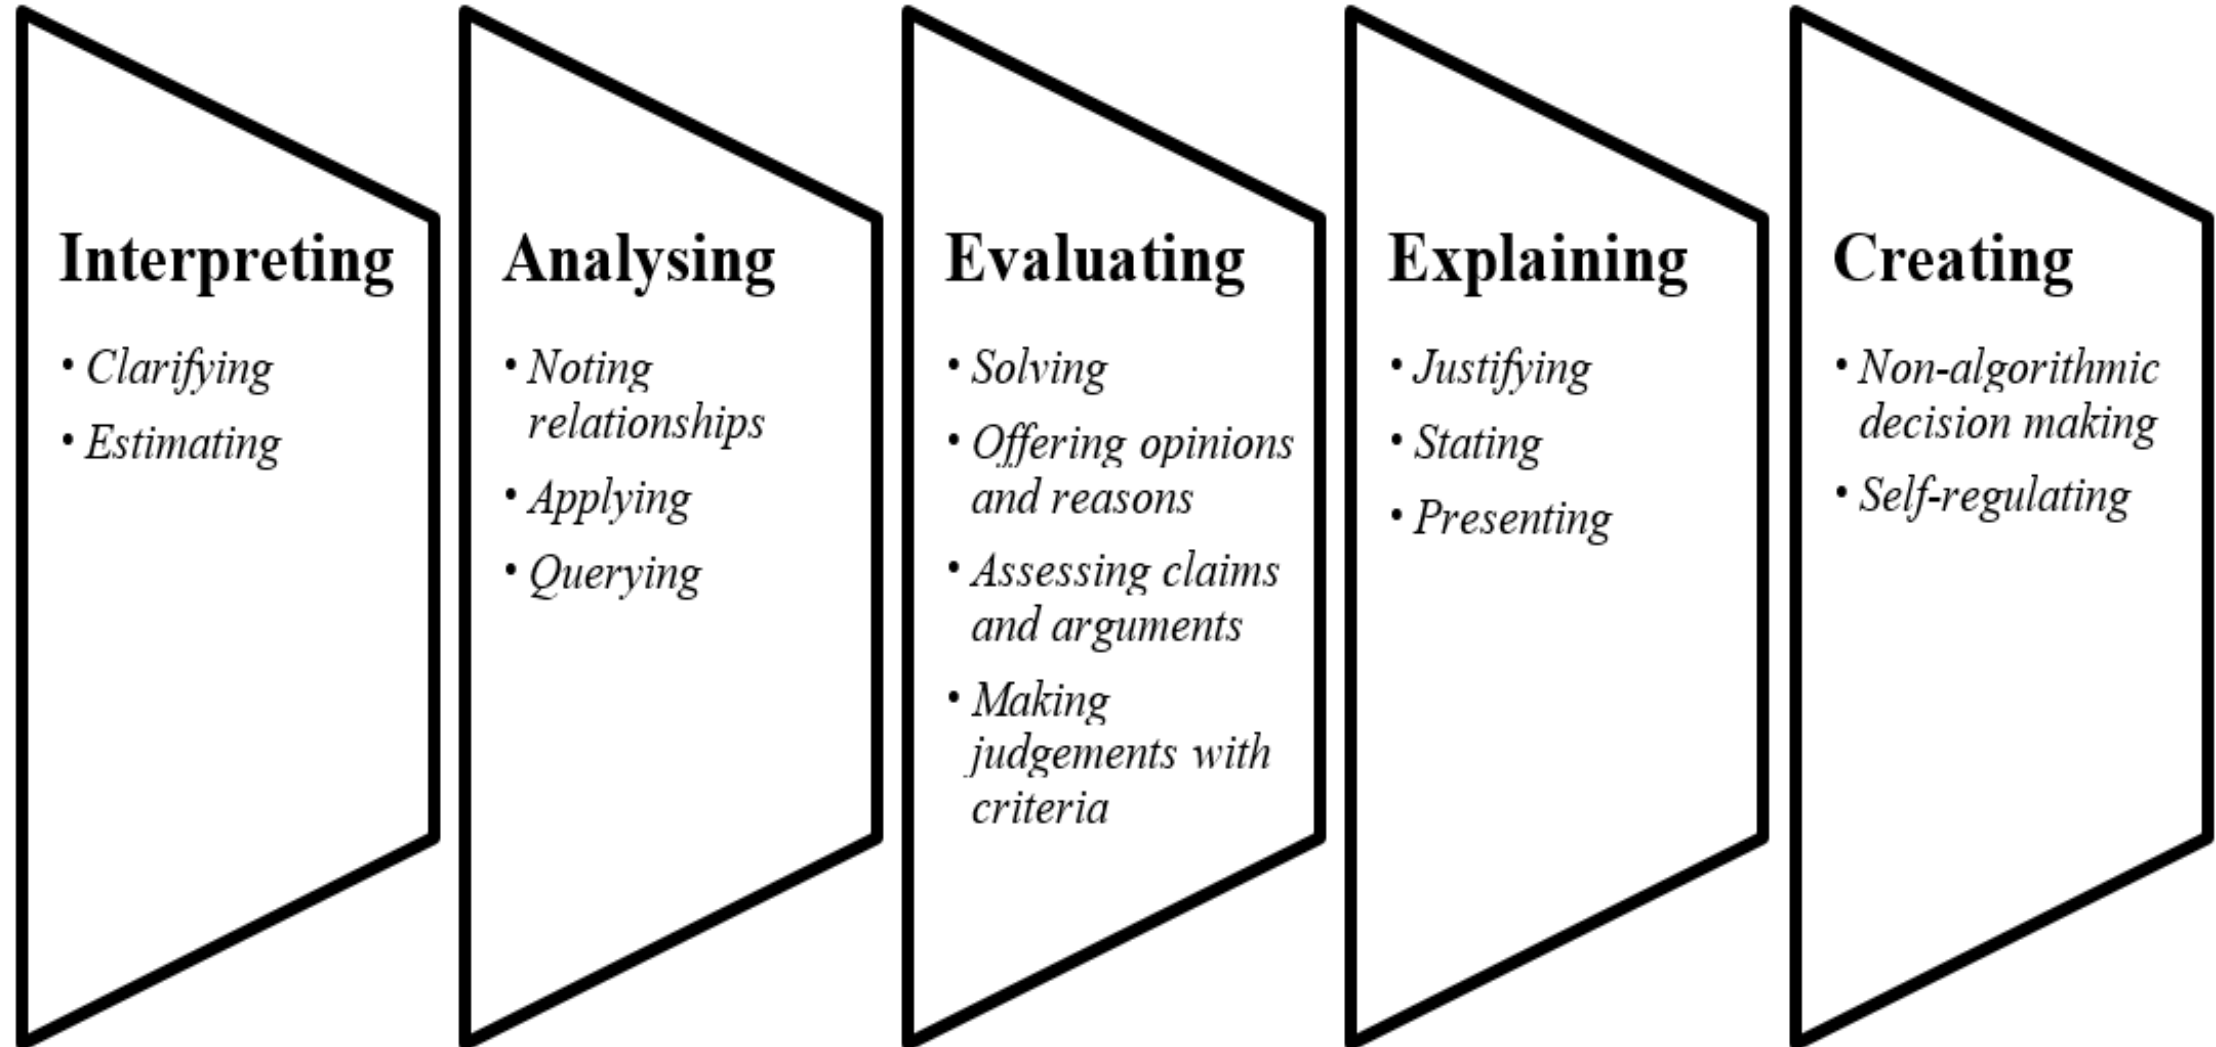 Interpreting
• Clarifying
• Estimating
Analysing
• Noting
relationships
• Applying
• Querying
Evaluating
• Solving
• Offering opinions
and reasons
• Assessing claims
and arguments
• Making
judgements with
criteria
Explaining
• Justifying
• Stating
• Presenting
Creating
• Non-algorithmic
decision making
• Self-regulating